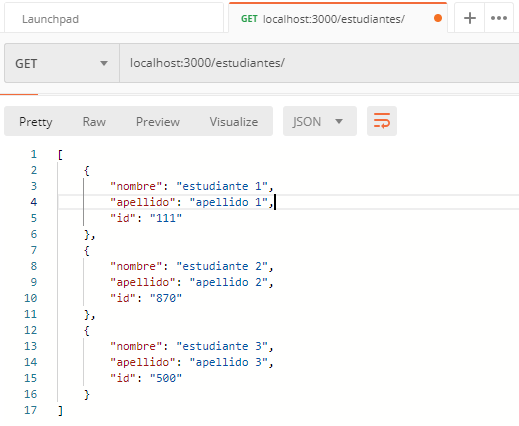 Launchpad
GET localhost:3000/estudiantes/
GET localhost:3000/estudiantes/
Pretty Raw Preview Visualize JSON
1 [
2 {
3 "nombre": "estudiante 1",
4 "apellido": "apellido 1",
5 "id": "111"
6 },
7 {
8 "nombre": "estudiante 2",
9 "apellido": "apellido 2",
10 "id": "870"
11 },
12 {
13 "nombre": "estudiante 3",
14 "apellido": "apellido 3",
15 "id": "500"
16 }
17 ]